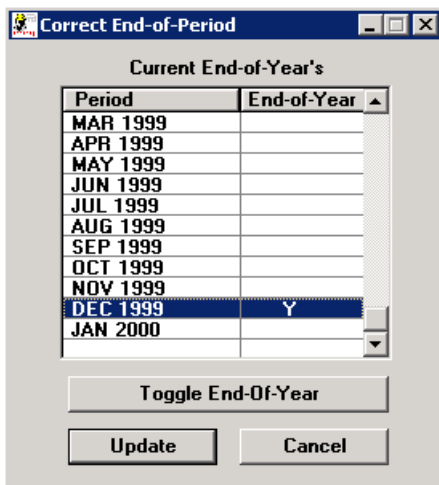 Correct End-of-Period
Current End-of-Year's
Period End-of-Year
MAR 1999
APR 1999
MAY 1999
JUN 1999
JUL 1999
AUG 1999
SEP 1999
OCT 1999
NOV 1999
DEC 1999 Y
JAN 2000
Toggle End-Of-Year
Update Cancel